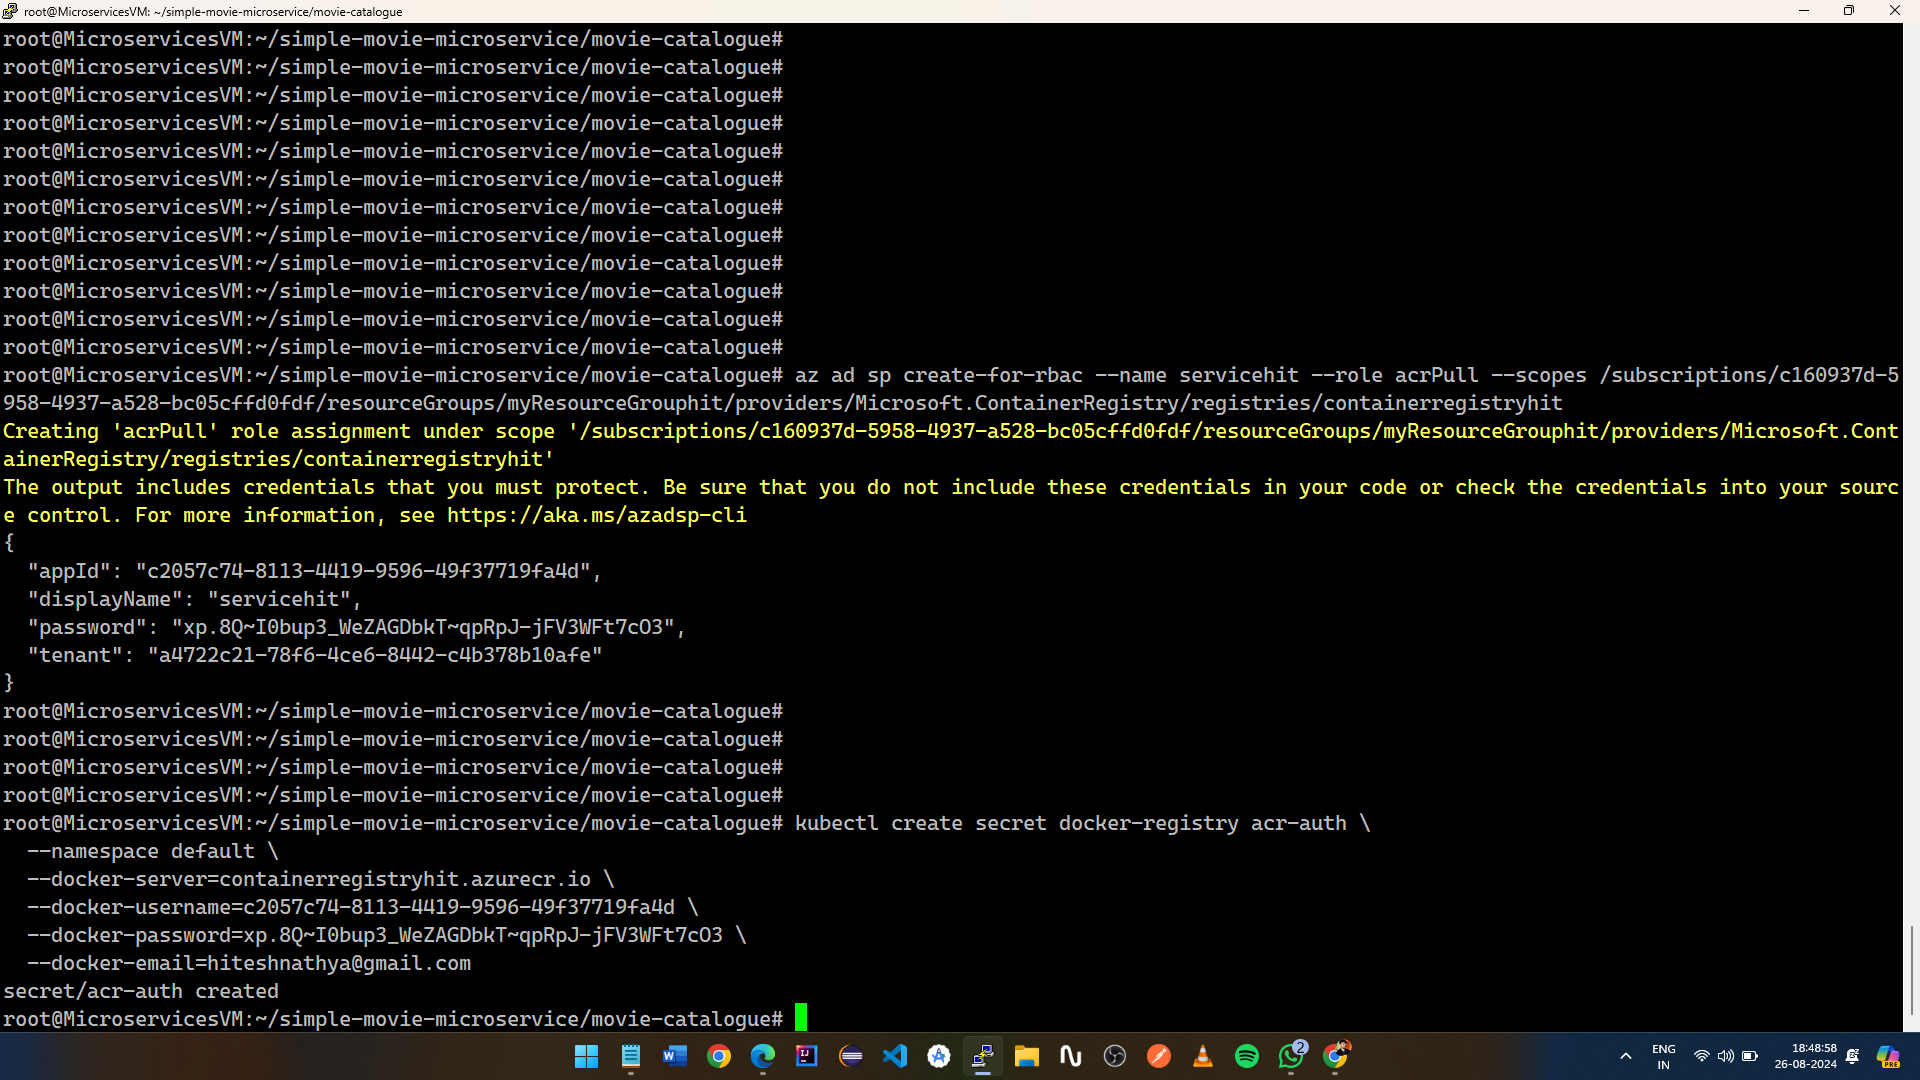 root@MicroservicesVM: ~/simple-movie-microservice/movie-catalogue
root@MicroservicesVM:~/simple-movie-microservice/movie-catalogue#
root@MicroservicesVM:~/simple-movie-microservice/movie-catalogue#
root@MicroservicesVM:~/simple-movie-microservice/movie-catalogue#
root@MicroservicesVM:~/simple-movie-microservice/movie-catalogue#
root@MicroservicesVM:~/simple-movie-microservice/movie-catalogue#
root@MicroservicesVM:~/simple-movie-microservice/movie-catalogue#
root@MicroservicesVM:~/simple-movie-microservice/movie-catalogue#
root@MicroservicesVM:~/simple-movie-microservice/movie-catalogue#
root@MicroservicesVM:~/simple-movie-microservice/movie-catalogue#
root@MicroservicesVM:~/simple-movie-microservice/movie-catalogue#
root@MicroservicesVM:~/simple-movie-microservice/movie-catalogue#
root@MicroservicesVM:~/simple-movie-microservice/movie-catalogue#
root@MicroservicesVM:~/simple-movie-microservice/movie-catalogue# az ad sp create-for-rbac --name servicehit --role acrPull --scopes /subscriptions/c160937d-5
958-4937-a528-bc05cffd0fdf/resourceGroups/myResourceGrouphit/providers/Microsoft.ContainerRegistry/registries/containerregistryhit
Creating 'acrPull' role assignment under scope '/subscriptions/c160937d-5958-4937-a528-bc05cffd0fdf/resourceGroups/myResourceGrouphit/providers/Microsoft.Cont
ainerRegistry/registries/containerregistryhit'
The output includes credentials that you must protect. Be sure that you do not include these credentials in your code or check the credentials into your sourc
e control. For more information, see https://aka.ms/azadsp-cli
{
  "appId": "c2057c74-8113-4419-9596-49f37719fa4d",
  "displayName": "servicehit",
  "password": "xp.8Q~I0bup3_WeZAGDbkT~qpRpJ-jFV3WFt7cO3",
  "tenant": "a4722c21-78f6-4ce6-8442-c4b378b10afe"
}
root@MicroservicesVM:~/simple-movie-microservice/movie-catalogue#
root@MicroservicesVM:~/simple-movie-microservice/movie-catalogue#
root@MicroservicesVM:~/simple-movie-microservice/movie-catalogue#
root@MicroservicesVM:~/simple-movie-microservice/movie-catalogue#
root@MicroservicesVM:~/simple-movie-microservice/movie-catalogue# kubectl create secret docker-registry acr-auth \
  --namespace default \
  --docker-server=containerregistryhit.azurecr.io \
  --docker-username=c2057c74-8113-4419-9596-49f37719fa4d \
  --docker-password=xp.8Q~I0bup3_WeZAGDbkT~qpRpJ-jFV3WFt7cO3 \
  --docker-email=hiteshnathya@gmail.com
secret/acr-auth created
root@MicroservicesVM:~/simple-movie-microservice/movie-catalogue#
2
ENG
IN
18:48:58
26-08-2024
PRE